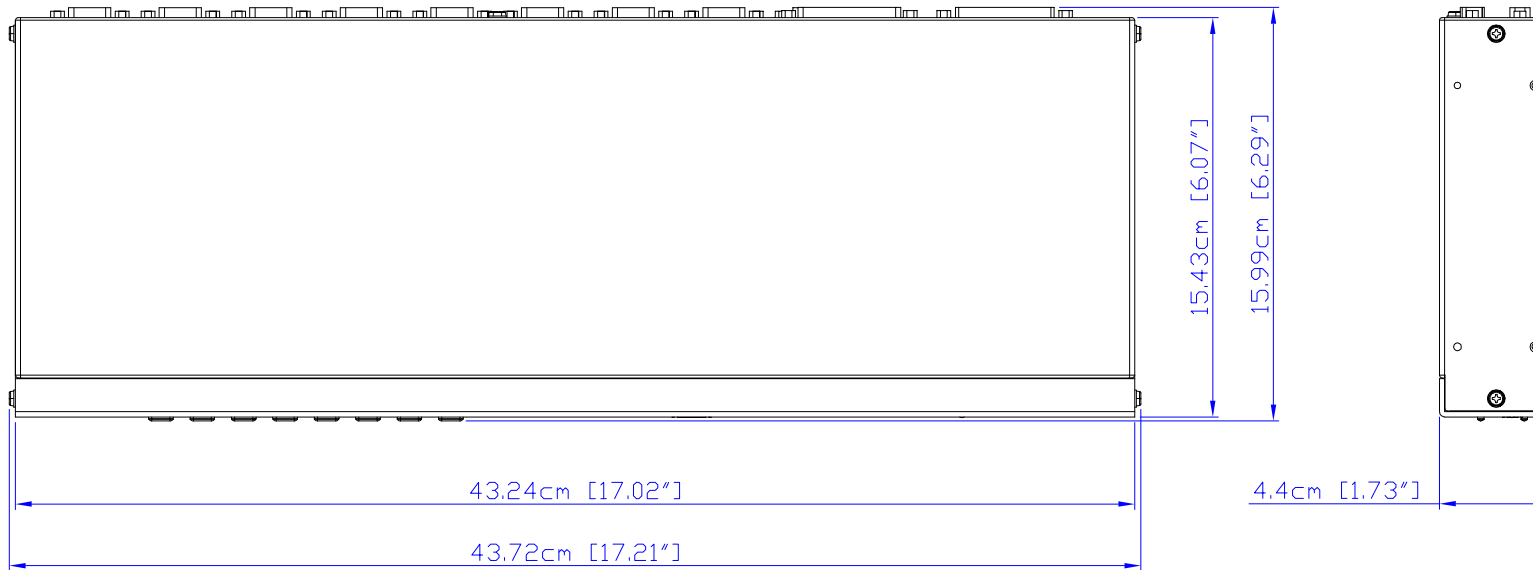 15.43cm [6.07"]
15.99cm [6.29"]
43.24cm [17.02"]
4.4cm [1.73"]
43.72cm [17.21"]